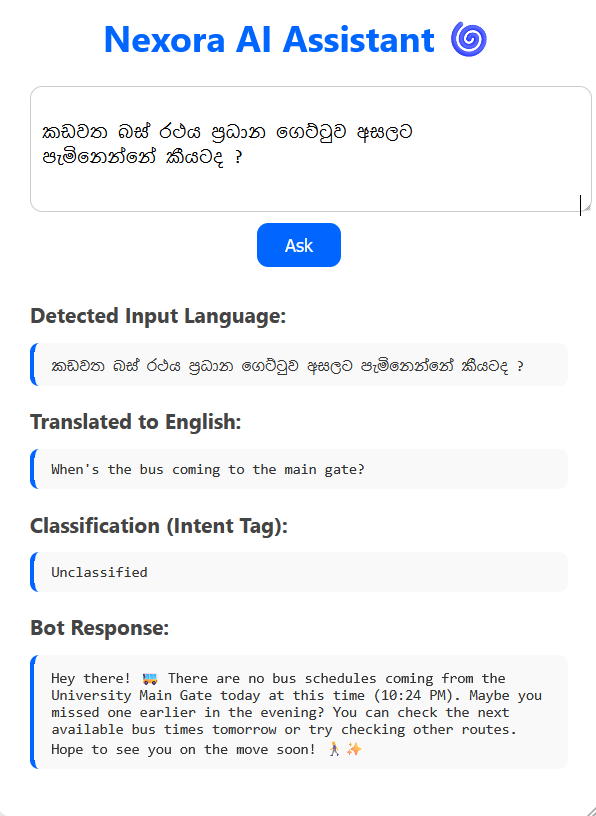 Nexora AI Assistant 🌀
කඩවත බස් රථය ප්‍රධාන ගෙට්ටුව අසලට
පැමිනෙන්නේ කීයටද ?
Ask
Detected Input Language:
කඩවත බස් රථය ප්‍රධාන ගෙට්ටුව අසලට පැමිනෙන්නේ කීයටද ?
Translated to English:
When's the bus coming to the main gate?
Classification (Intent Tag):
Unclassified
Bot Response:
Hey there! 🚌 There are no bus schedules coming from the
University Main Gate today at this time (10:24 PM). Maybe you
missed one earlier in the evening? You can check the next
available bus times tomorrow or try checking other routes.
Hope to see you on the move soon! 🚶✨